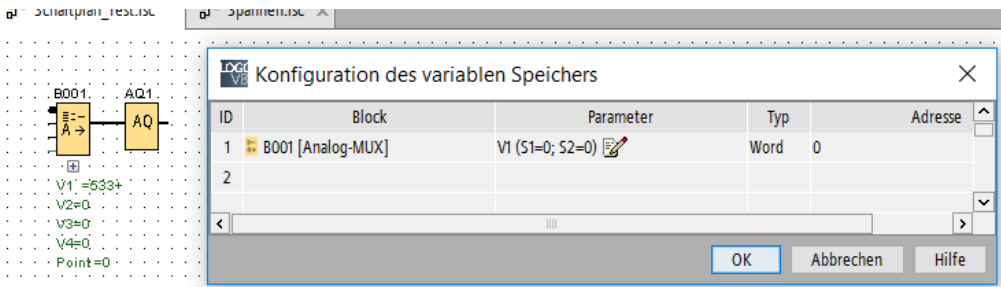 Schaltplan_Test.lsc Spannen.lsc
B001 AQ1
A→ AQ
V1 =533+
V2=0
V3=0
V4=0
Point=0
LOGO V8 Konfiguration des variablen Speichers
ID Block Parameter Typ Adresse
1 B001 [Analog-MUX] V1 (S1=0; S2=0) Word 0
2
OK Abbrechen Hilfe